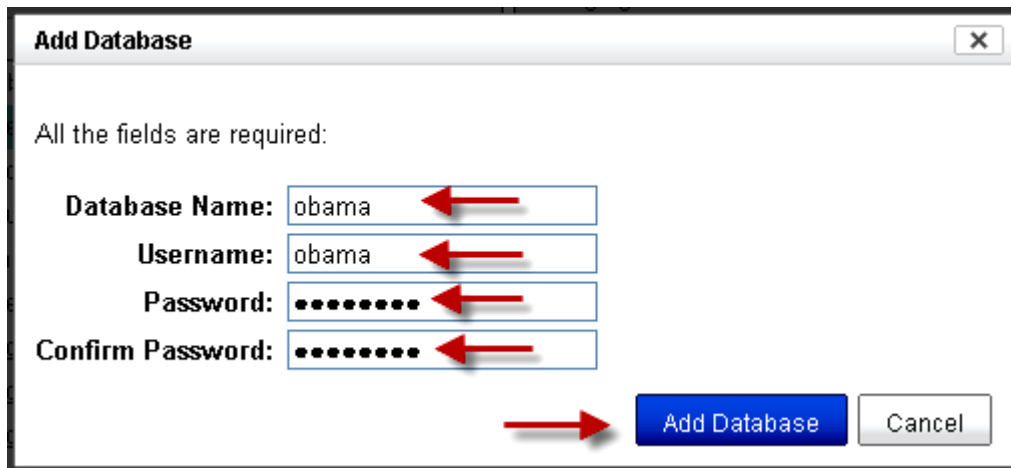 Add Database
All the fields are required:
Database Name: obama
Username: obama
Password: ••••••••
Confirm Password: ••••••••
Add Database Cancel